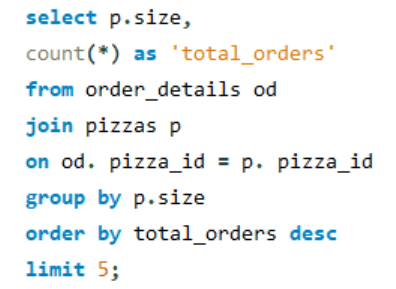 select p.size,
count(*) as 'total_orders'
from order_details od
join pizzas p
on od. pizza_id = p. pizza_id
group by p.size
order by total_orders desc
limit 5;